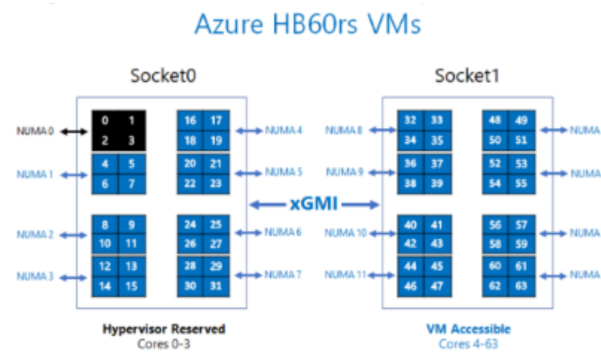 Azure HB60rs VMs
Socket0
Socket1
NUMA 0
0 1
2 3
16 17
18 19
NUMA 4
NUMA 1
4 5
6 7
20 21
22 23
NUMA 5
NUMA 2
8 9
10 11
24 25
26 27
NUMA 6
NUMA 3
12 13
14 15
28 29
30 31
NUMA 7
xGMI
NUMA 8
32 33
34 35
48 49
50 51
NUMA
NUMA 9
36 37
38 39
52 53
54 55
NUMA
NUMA 10
40 41
42 43
56 57
58 59
NUMA
NUMA 11
44 45
46 47
60 61
62 63
NUMA
Hypervisor Reserved
Cores 0-3
VM Accessible
Cores 4-63